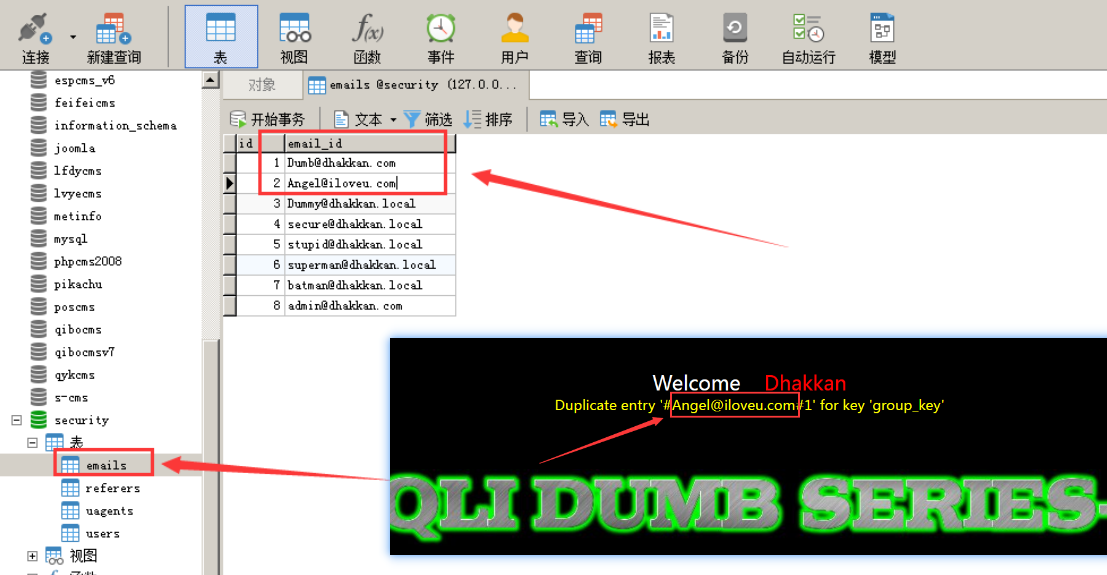 连接 新建查询 表 视图 函数 事件 用户 查询 报表 备份 自动运行 模型
espcms_v6
feifeicms
information_schema
joomla
lfdycms
lvyecms
metinfo
mysql
phpcms2008
pikachu
poscms
qibocms
qibocmsv7
qykcms
s-cms
security
表
emails
referers
uagents
users
视图
对象 emails @security (127.0.0...
开始事务 文本 筛选 排序 导入 导出
id email_id
1 Dumb@dhakkan.com
2 Angel@iloveu.com
3 Dummy@dhakkan.local
4 secure@dhakkan.local
5 stupid@dhakkan.local
6 superman@dhakkan.local
7 batman@dhakkan.local
8 admin@dhakkan.com
Welcome Dhakkan
Duplicate entry '#Angel@iloveu.com#1' for key 'group_key'
QLI DUMB SERIES-